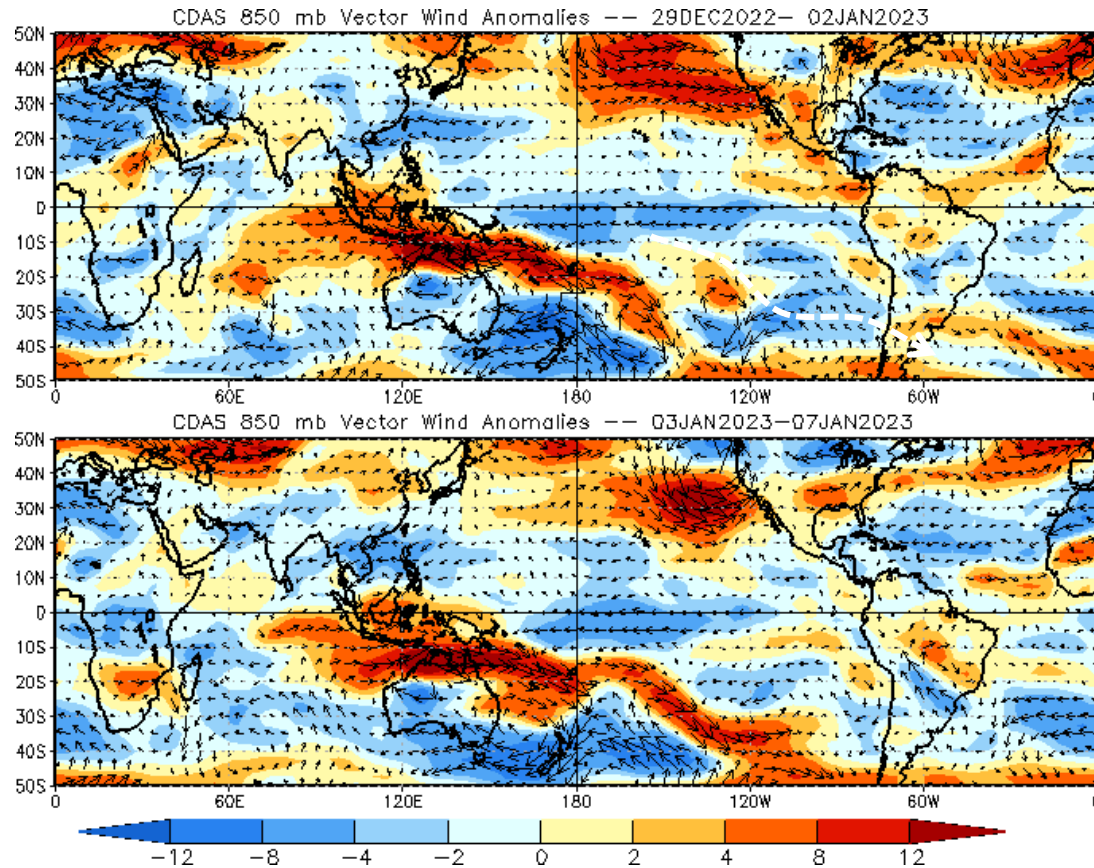 CDAS 850 mb Vector Wind Anomalies -- 29DEC2022- 02JAN2023
50N
40N
30N
20N
10N
0
10S
20S
30S
40S
50S
0 60E 120E 180 120W 60W 0
CDAS 850 mb Vector Wind Anomalies -- 03JAN2023-07JAN2023
50N
40N
30N
20N
10N
0
10S
20S
30S
40S
50S
0 60E 120E 180 120W 60W 0
-12 -8 -4 -2 0 2 4 8 12